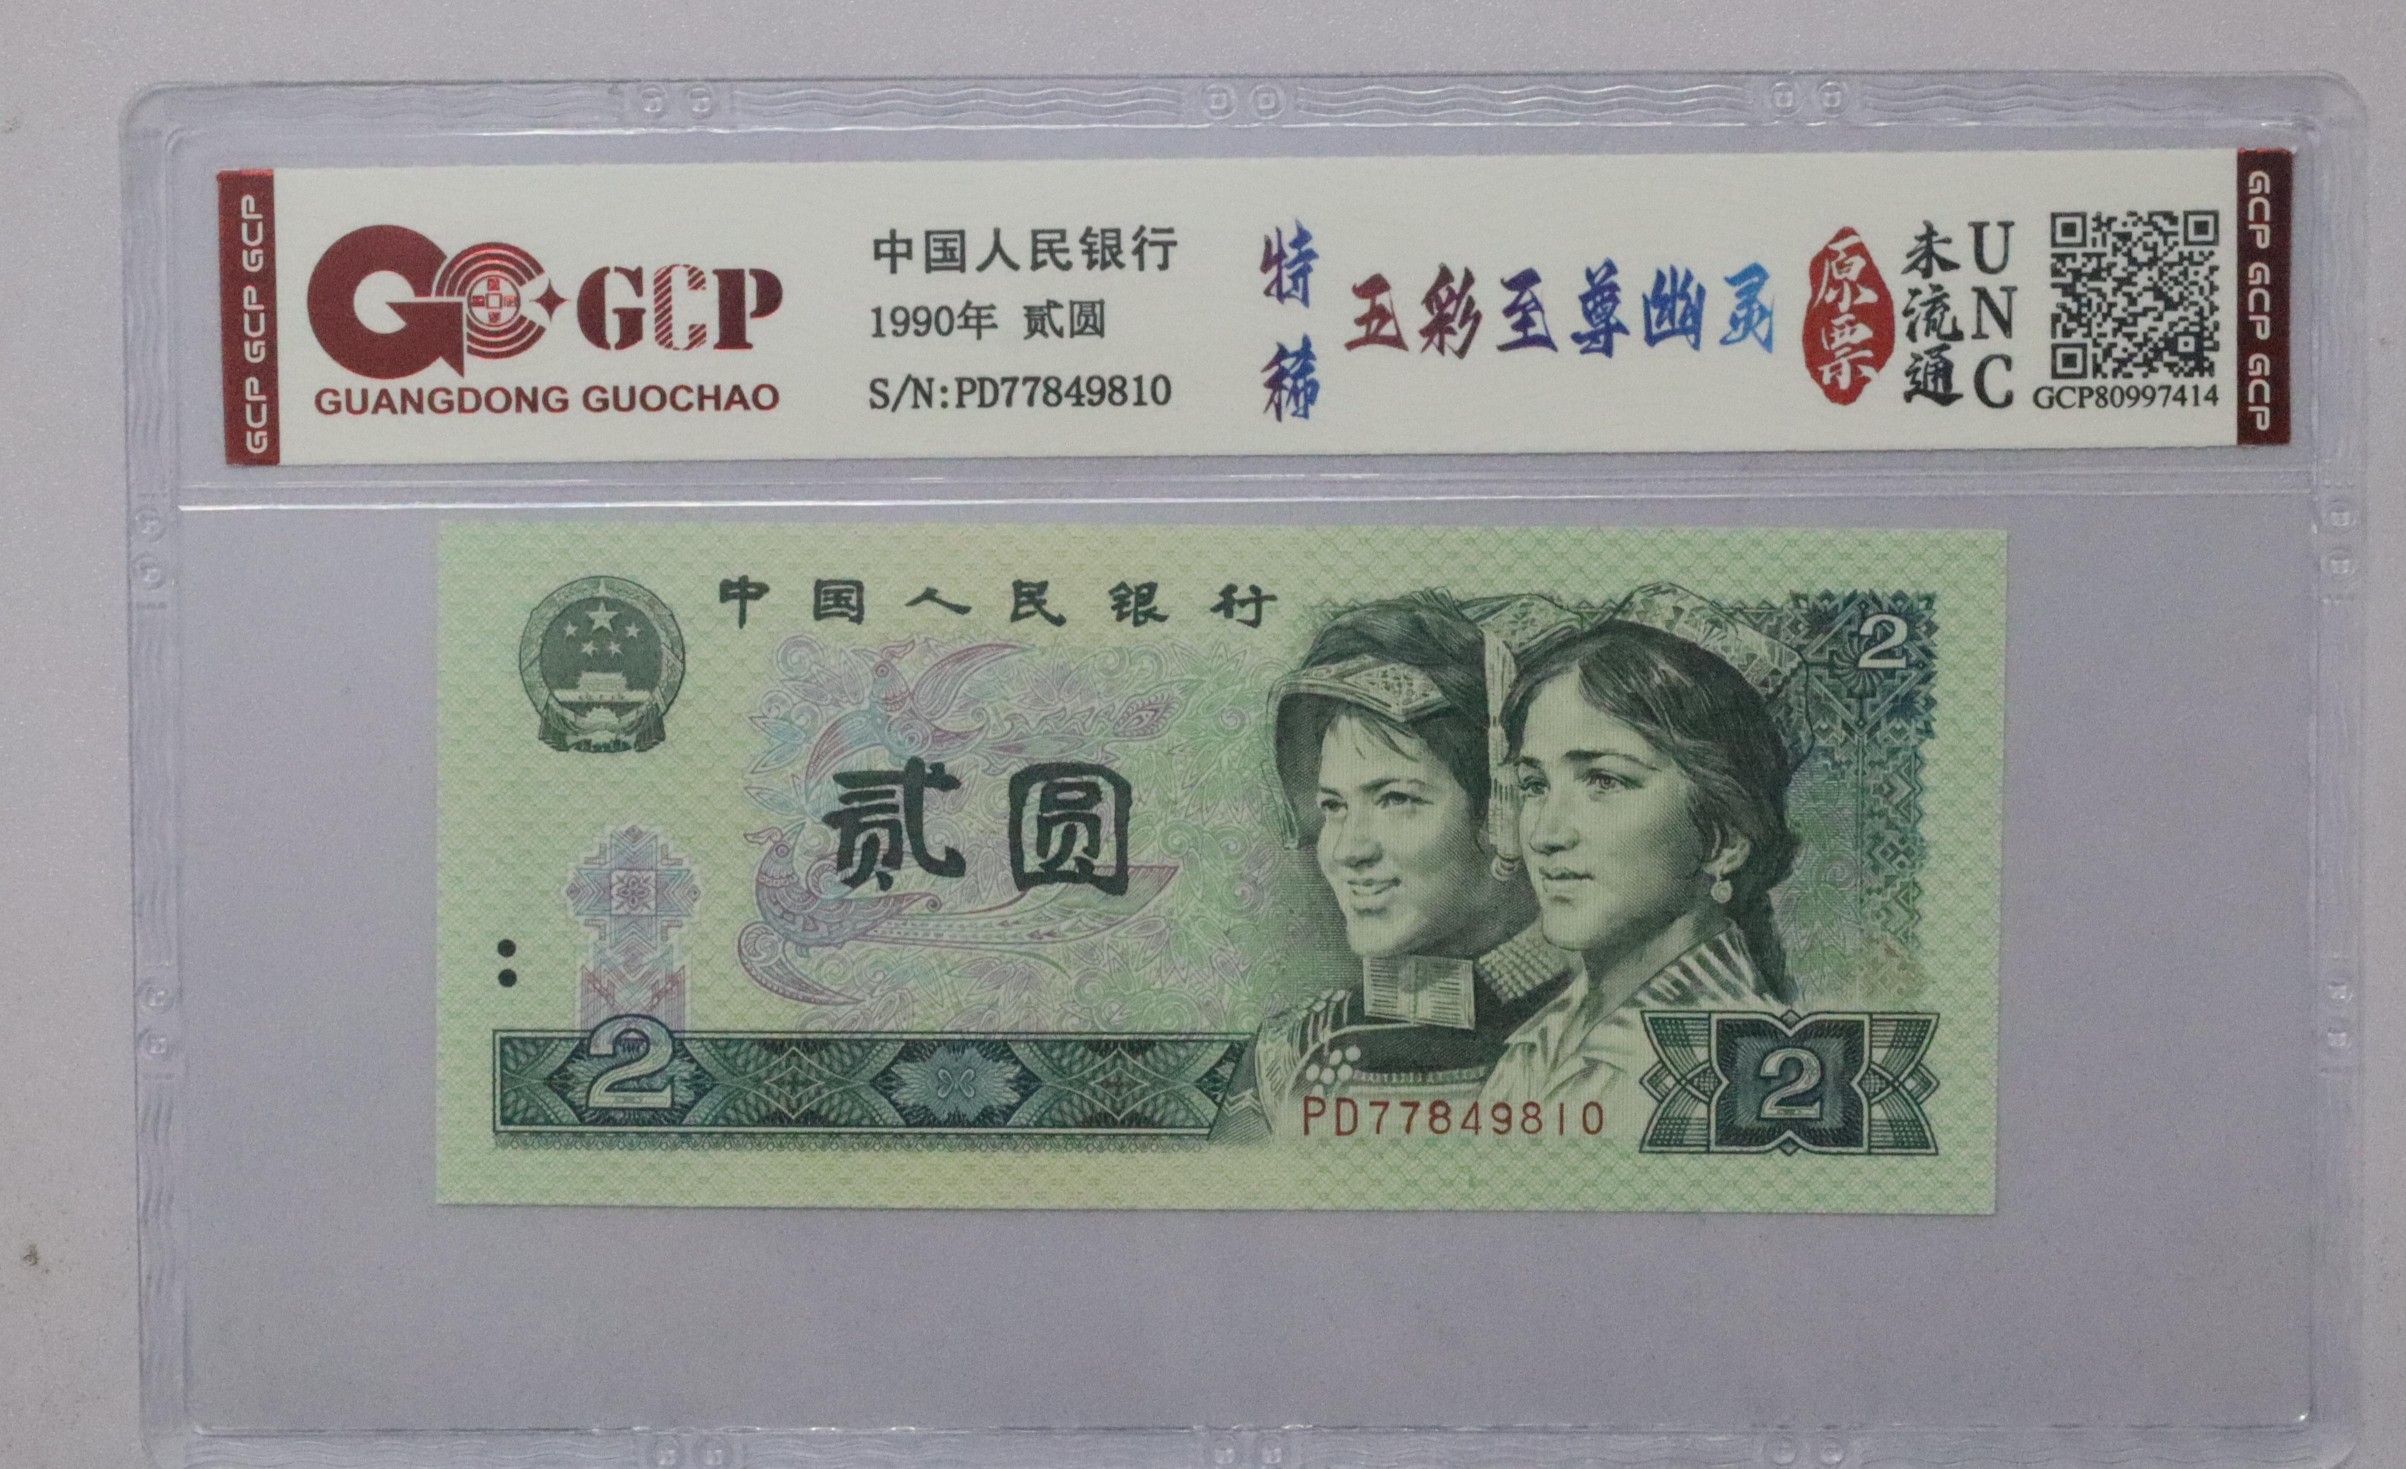 GCP GCP GCP
GCP
GUANGDONG GUOCHAO
中国人民银行
1990年 贰圆
S/N:PD77849810
特稀
五彩至尊幽灵
原票
未流通
UNC
GCP80997414
GCP GCP GCP
中国人民银行
2
贰圆
2
PD77849810
2